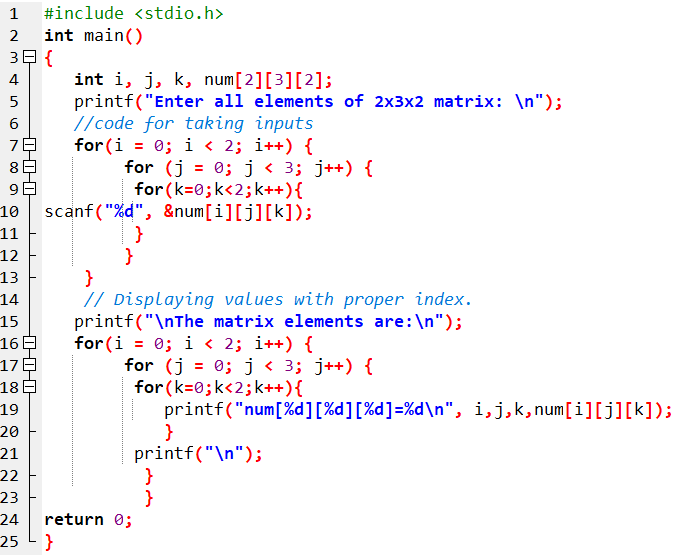 1 #include <stdio.h>
2 int main()
3 {
4 int i, j, k, num[2][3][2];
5 printf("Enter all elements of 2x3x2 matrix: \n");
6 //code for taking inputs
7 for(i = 0; i < 2; i++) {
8 for (j = 0; j < 3; j++) {
9 for(k=0;k<2;k++){
10 scanf("%d", &num[i][j][k]);
11 }
12 }
13 }
14 // Displaying values with proper index.
15 printf("\nThe matrix elements are:\n");
16 for(i = 0; i < 2; i++) {
17 for (j = 0; j < 3; j++) {
18 for(k=0;k<2;k++){
19 printf("num[%d][%d][%d]=%d\n", i,j,k,num[i][j][k]);
20 }
21 printf("\n");
22 }
23 }
24 return 0;
25 }